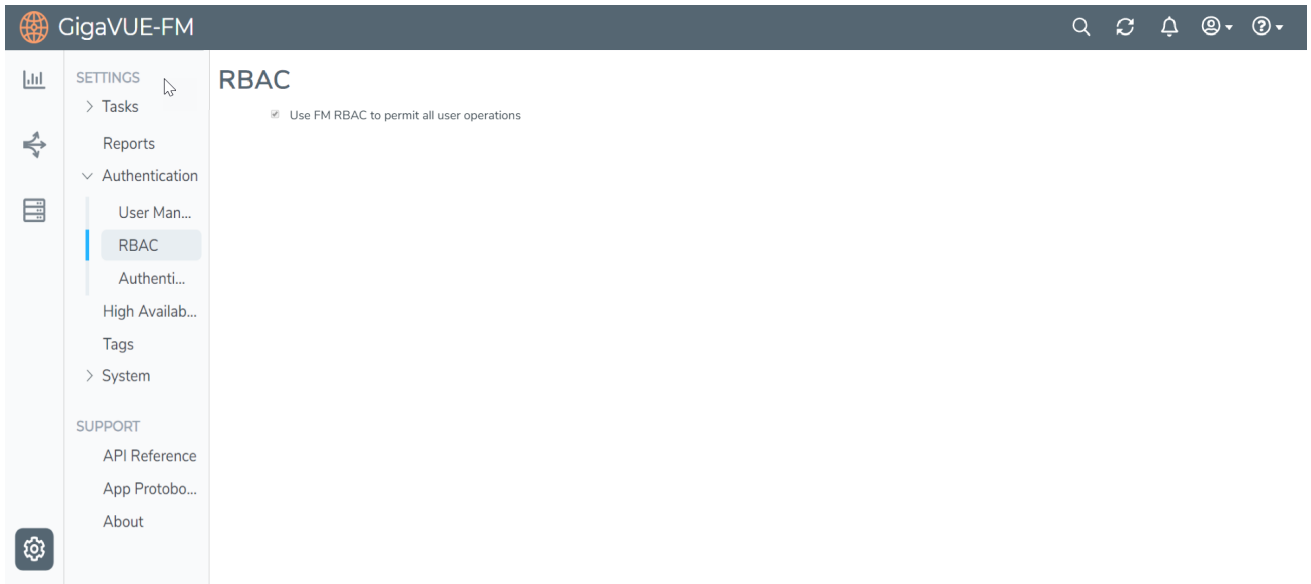 GigaVUE-FM
SETTINGS
Tasks
Reports
Authentication
User Man...
RBAC
Authenti...
High Availab...
Tags
System
SUPPORT
API Reference
App Protobo...
About
RBAC
Use FM RBAC to permit all user operations